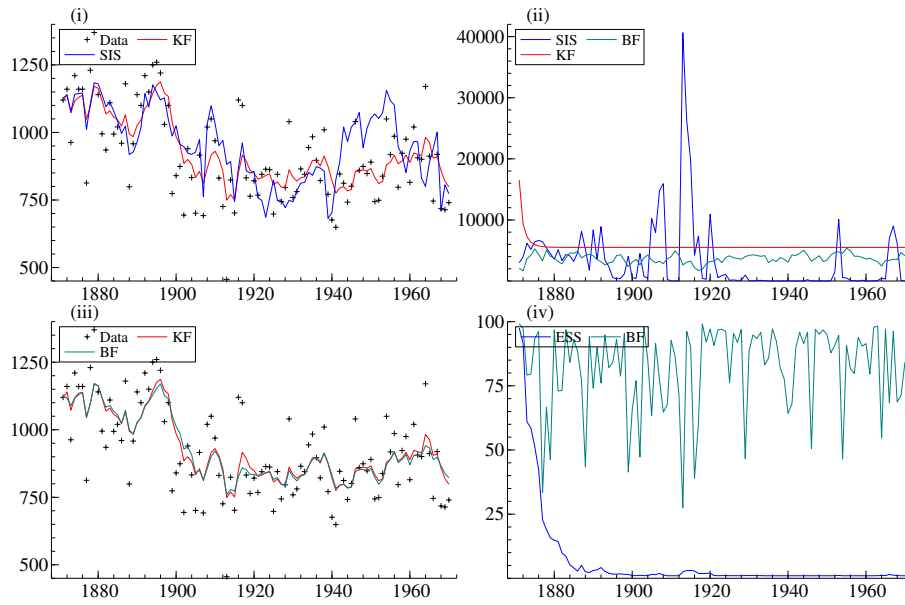 (i)
Data KF
SIS
1250
1000
750
500
1880 1900 1920 1940 1960
(ii)
SIS BF
KF
40000
30000
20000
10000
1880 1900 1920 1940 1960
(iii)
Data KF
BF
1250
1000
750
500
1880 1900 1920 1940 1960
(iv)
ESS BF
100
75
50
25
1880 1900 1920 1940 1960